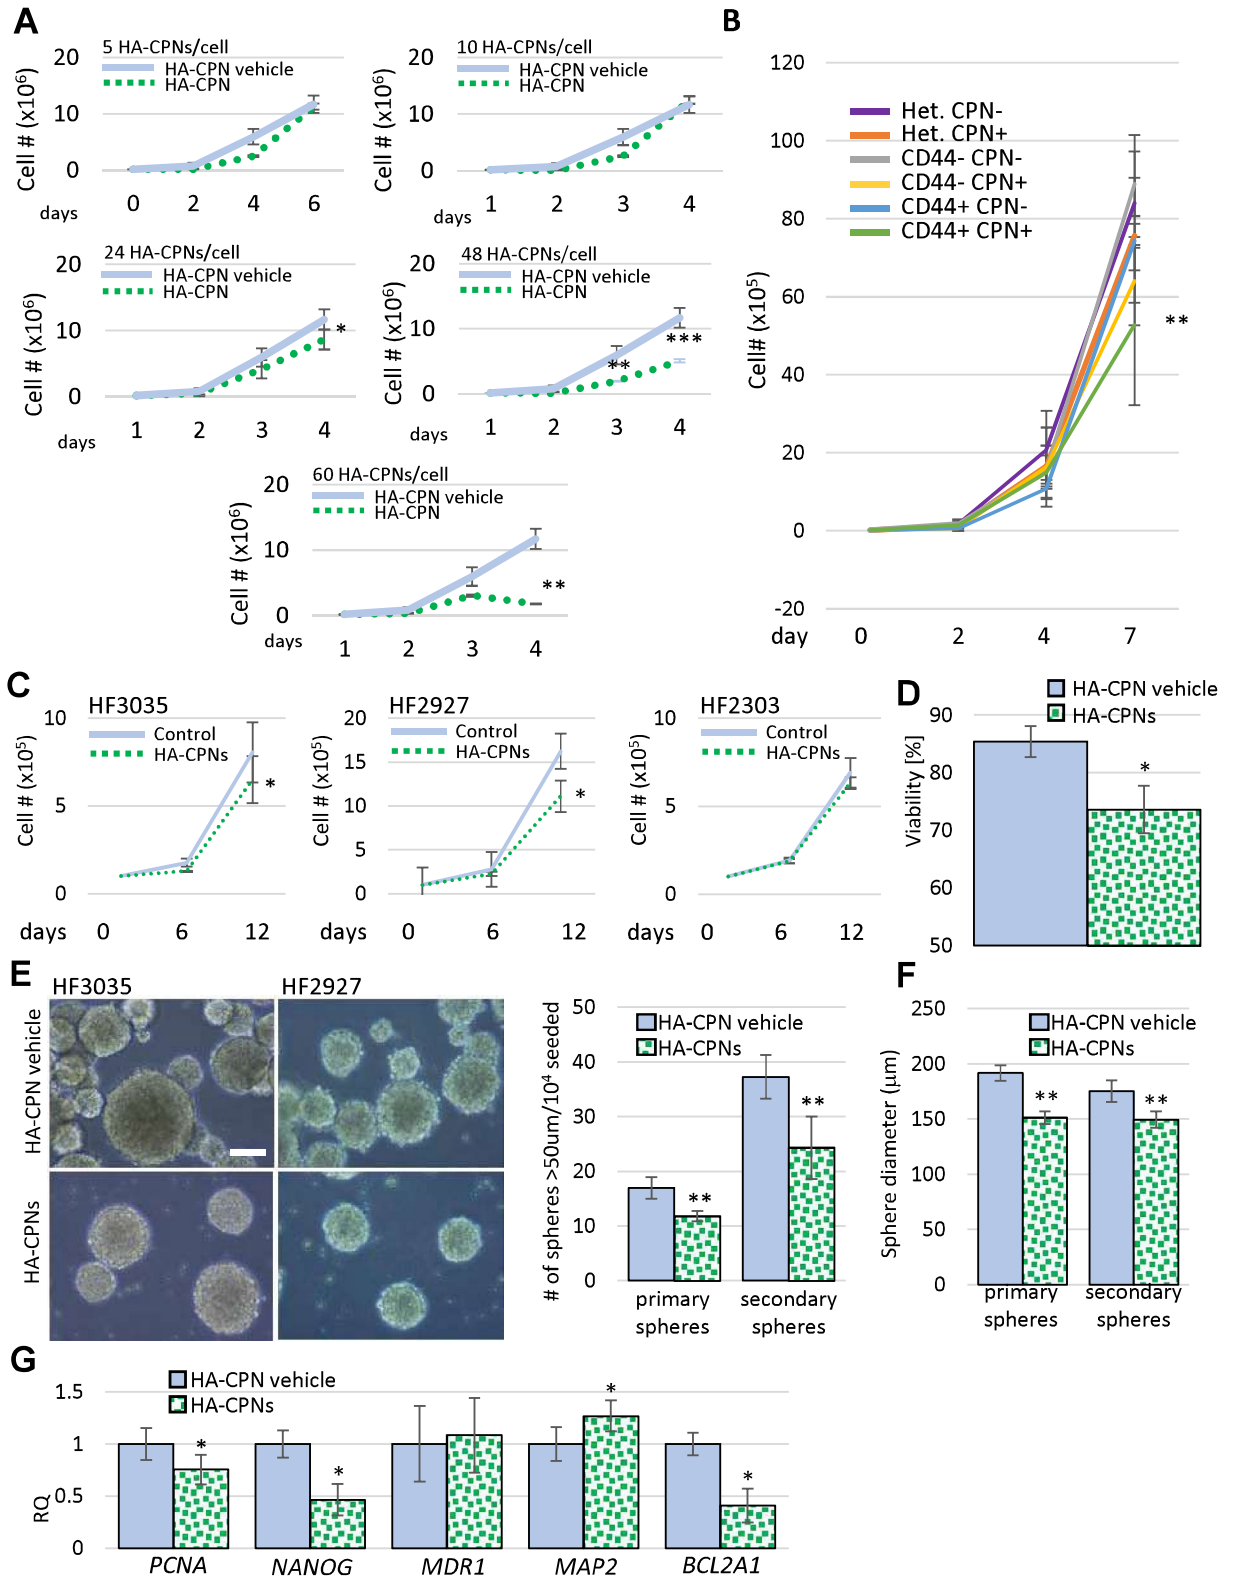 A
5 HA-CPNs/cell
20
10
0
Cell # (x10⁶)
HA-CPN vehicle
HA-CPN
days
0 2 4 6
10 HA-CPNs/cell
20
10
0
Cell # (x10⁶)
HA-CPN vehicle
HA-CPN
days
1 2 3 4
24 HA-CPNs/cell
20
10
0
Cell # (x10⁶)
HA-CPN vehicle
HA-CPN
*
days
1 2 3 4
48 HA-CPNs/cell
20
10
0
Cell # (x10⁶)
HA-CPN vehicle
HA-CPN
**
***
days
1 2 3 4
60 HA-CPNs/cell
20
10
0
Cell # (x10⁶)
HA-CPN vehicle
HA-CPN
**
days
1 2 3 4
B
120
100
80
60
40
20
0
-20
Cell# (x10⁵)
Het. CPN-
Het. CPN+
CD44- CPN-
CD44- CPN+
CD44+ CPN-
CD44+ CPN+
**
day 0 2 4 7
C
HF3035
10
5
0
Cell # (x10⁵)
Control
HA-CPNs
*
days 0 6 12
HF2927
20
15
10
5
0
Cell # (x10⁵)
Control
HA-CPNs
*
days 0 6 12
HF2303
10
5
0
Cell # (x10⁵)
Control
HA-CPNs
days 0 6 12
D
HA-CPN vehicle
HA-CPNs
90
80
70
60
50
Viability [%]
*
E
HF3035 HF2927
HA-CPN vehicle
HA-CPNs
# of spheres >50um/10⁴ seeded
50
40
30
20
10
0
HA-CPN vehicle
HA-CPNs
**
**
primary spheres
secondary spheres
F
250
200
150
100
50
0
Sphere diameter (μm)
HA-CPN vehicle
HA-CPNs
**
**
primary spheres
secondary spheres
G
HA-CPN vehicle
HA-CPNs
1.5
1
0.5
0
RQ
*
*
*
*
PCNA NANOG MDR1 MAP2 BCL2A1